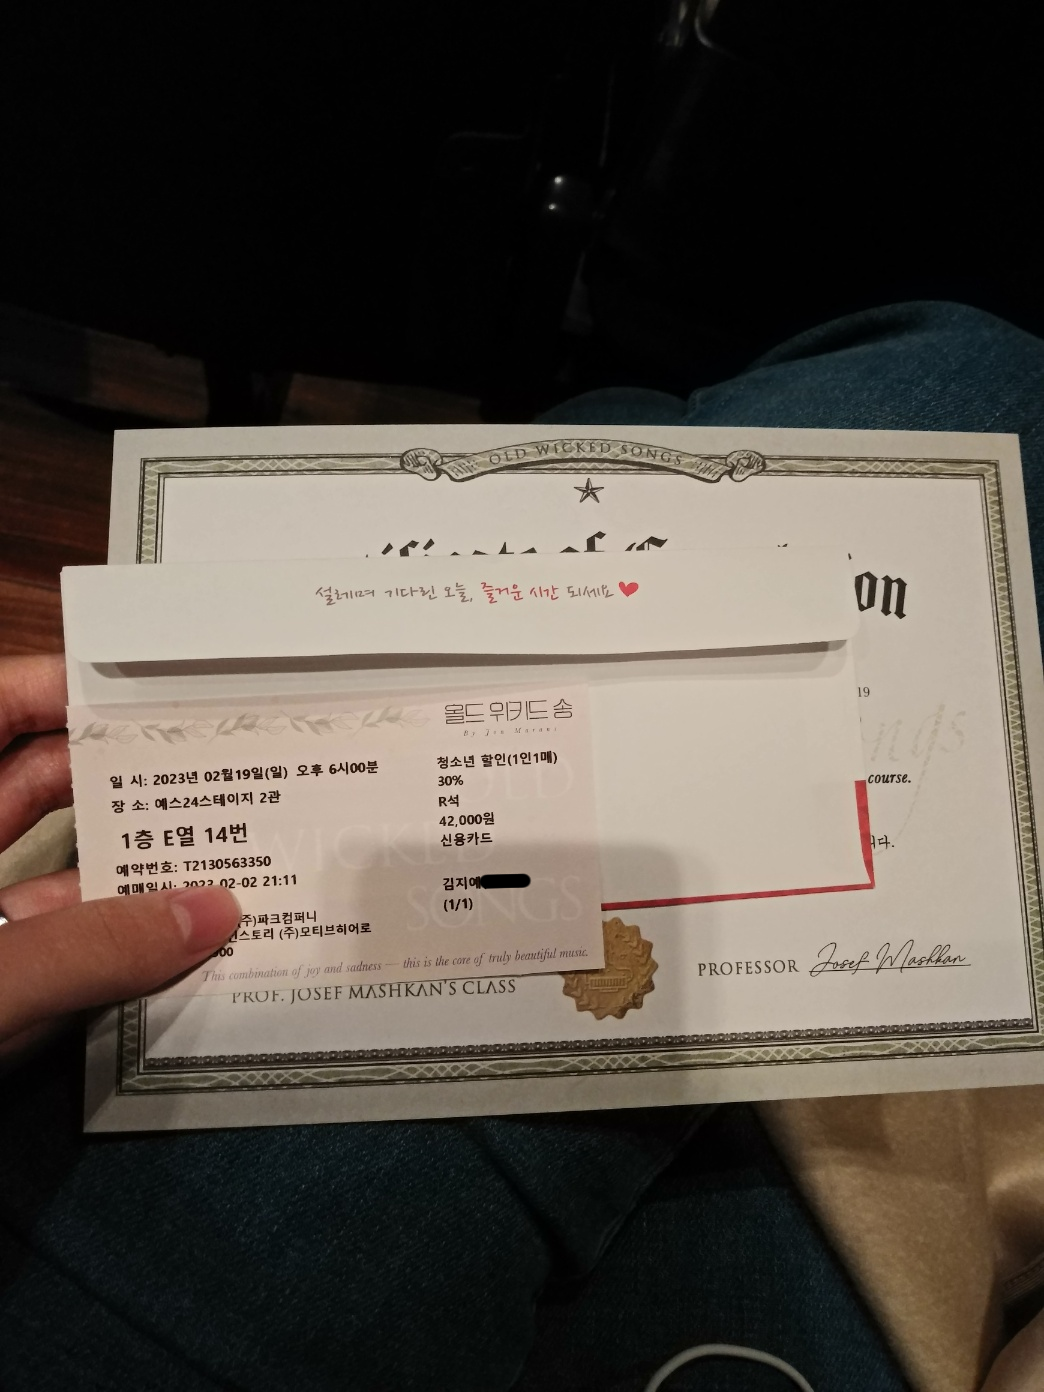 OLD WICKED SONGS
of
on
설레며 기다린 오늘, 즐거운 시간 되세요
19
course.
니다.
올드 위키드 송
By Jon Marans
일 시: 2023년 02월19일(일) 오후 6시00분
장 소: 예스24스테이지 2관
1층 E열 14번
예약번호: T2130563350
예매일시: 2023-02-02 21:11
(주)파크컴퍼니
인스토리 (주)모티브히어로
청소년 할인(1인1매)
30%
R석
42,000원
신용카드
김지예
(1/1)
OLD
WICKED
SONGS
This combination of joy and sadness — this is the core of truly beautiful music.
PROF. JOSEF MASHKAN'S CLASS
PROFESSOR Josef Mashkan